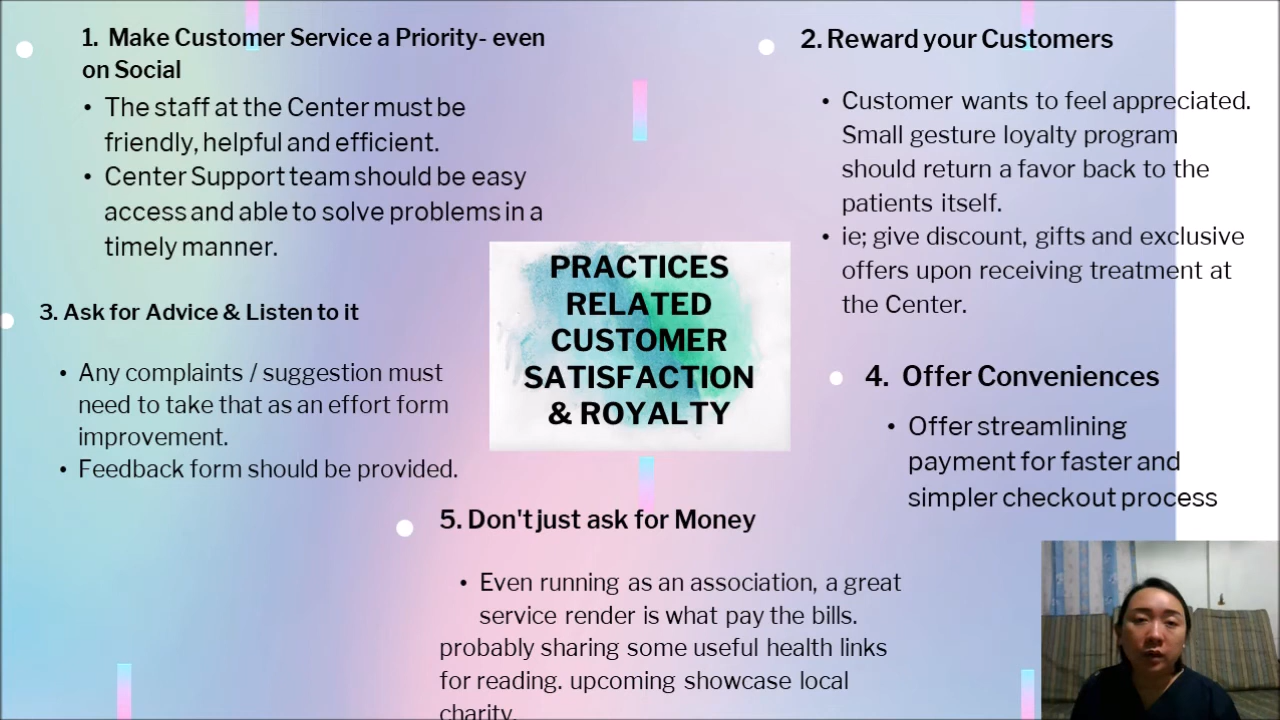 1. Make Customer Service a Priority- even
on Social
• The staff at the Center must be
friendly, helpful and efficient.
• Center Support team should be easy
access and able to solve problems in a
timely manner.
2. Reward your Customers
• Customer wants to feel appreciated.
Small gesture loyalty program
should return a favor back to the
patients itself.
• ie; give discount, gifts and exclusive
offers upon receiving treatment at
the Center.
PRACTICES
RELATED
CUSTOMER
SATISFACTION
& ROYALTY
3. Ask for Advice & Listen to it
• Any complaints / suggestion must
need to take that as an effort form
improvement.
• Feedback form should be provided.
4. Offer Conveniences
• Offer streamlining
payment for faster and
simpler checkout process
5. Don't just ask for Money
• Even running as an association, a great
service render is what pay the bills.
probably sharing some useful health links
for reading. upcoming showcase local
charity.